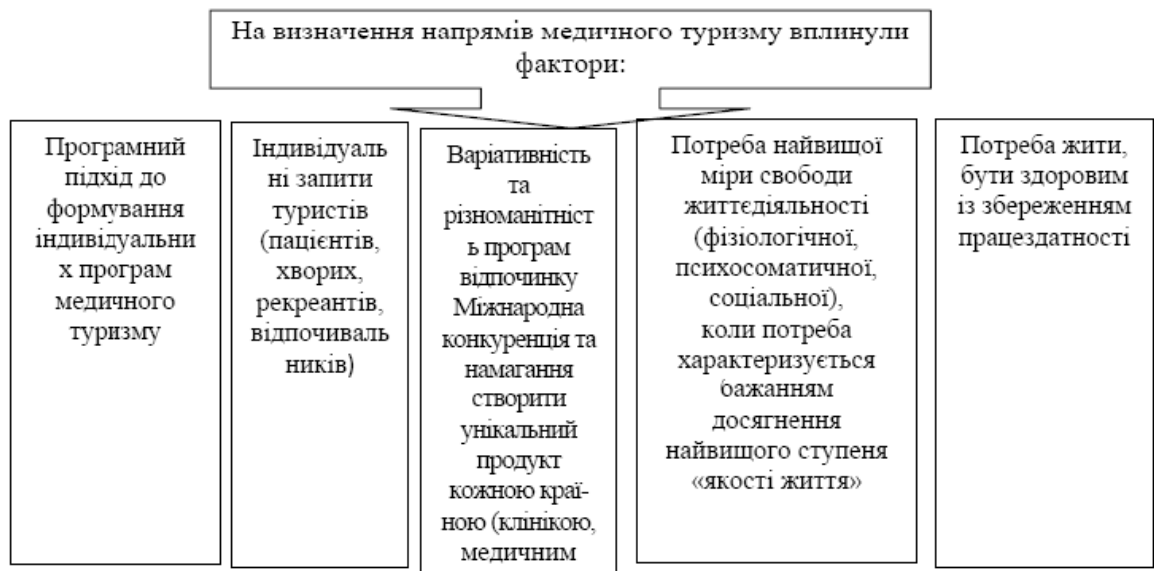 На визначення напрямів медичного туризму вплинули
фактори:
Програмний
підхід до
формування
індивідуальни
х програм
медичного
туризму
Індивідуаль
ні запити
туристів
(пацієнтів,
хворих,
рекреантів,
відпочиваль
ників)
Варіативність
та
різноманітніст
ь програм
відпочинку
Міжнародна
конкуренція та
намагання
створити
унікальний
продукт
кожною краї-
ною (клінікою,
медичним
Потреба найвищої
міри свободи
життєдіяльності
(фізіологічної,
психосоматичної,
соціальної),
коли потреба
характеризується
бажанням
досягнення
найвищого ступеня
«якості життя»
Потреба жити,
бути здоровим
із збереженням
працездатності